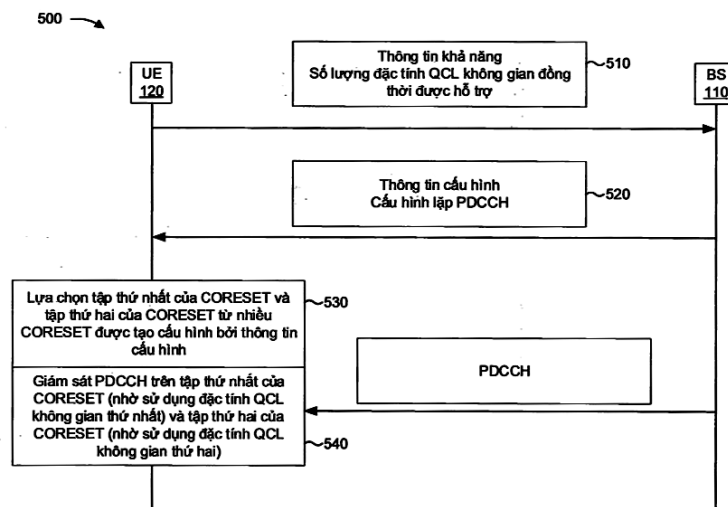 500
UE
120
Thông tin khả năng
Số lượng đặc tính QCL không gian đồng
thời được hỗ trợ
510
BS
110
Thông tin cấu hình
Cấu hình lặp PDCCH
520
Lựa chọn tập thứ nhất của CORESET và
tập thứ hai của CORESET từ nhiều
CORESET được tạo cấu hình bởi thông tin
cấu hình
530
Giám sát PDCCH trên tập thứ nhất của
CORESET (nhờ sử dụng đặc tính QCL
không gian thứ nhất) và tập thứ hai của
CORESET (nhờ sử dụng đặc tính QCL
không gian thứ hai)
540
PDCCH